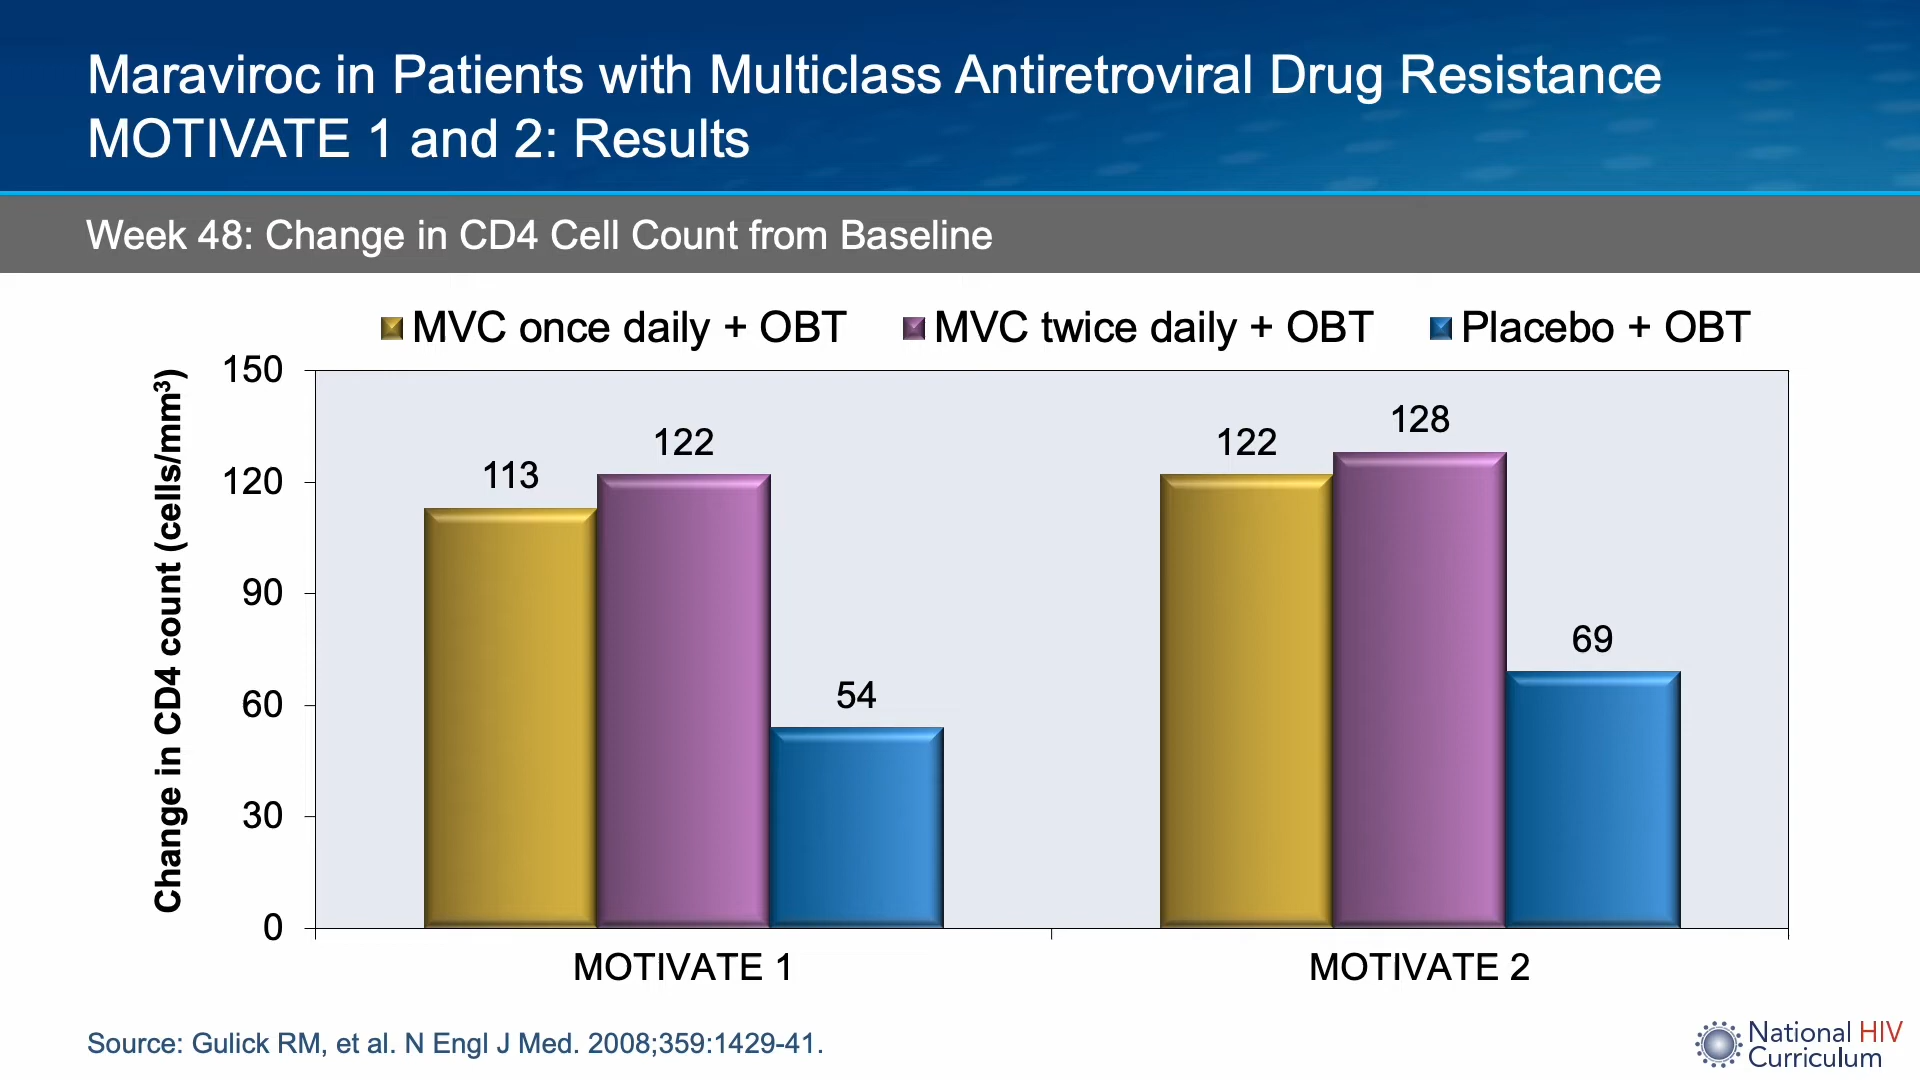 Maraviroc in Patients with Multiclass Antiretroviral Drug Resistance
MOTIVATE 1 and 2: Results
Week 48: Change in CD4 Cell Count from Baseline
MVC once daily + OBT MVC twice daily + OBT Placebo + OBT
Change in CD4 count (cells/mm³)
150
120
90
60
30
0
113
122
54
122
128
69
MOTIVATE 1
MOTIVATE 2
Source: Gulick RM, et al. N Engl J Med. 2008;359:1429-41.
National HIV
Curriculum